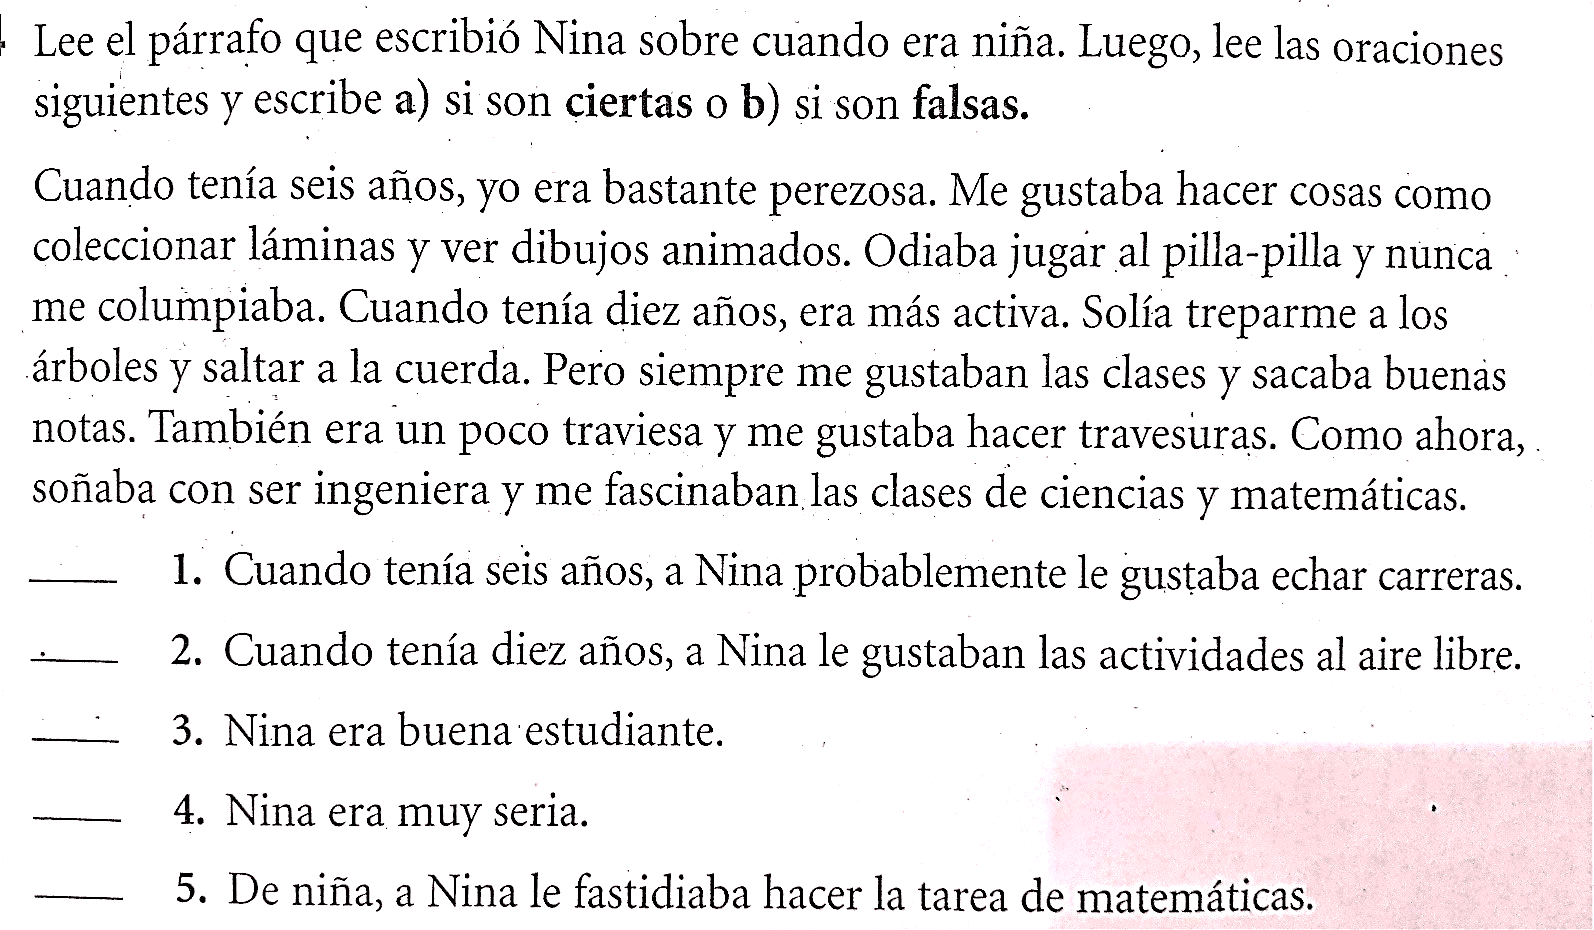 Lee el párrafo que escribió Nina sobre cuando era niña. Luego, lee las oraciones
siguientes y escribe a) si son ciertas o b) si son falsas.
Cuando tenía seis años, yo era bastante perezosa. Me gustaba hacer cosas como
coleccionar láminas y ver dibujos animados. Odiaba jugar al pilla-pilla y nunca
me columpiaba. Cuando tenía diez años, era más activa. Solía treparme a los
árboles y saltar a la cuerda. Pero siempre me gustaban las clases y sacaba buenas
notas. También era un poco traviesa y me gustaba hacer travesuras. Como ahora,
soñaba con ser ingeniera y me fascinaban las clases de ciencias y matemáticas.
____ 1. Cuando tenía seis años, a Nina probablemente le gustaba echar carreras.
____ 2. Cuando tenía diez años, a Nina le gustaban las actividades al aire libre.
____ 3. Nina era buena estudiante.
____ 4. Nina era muy seria.
____ 5. De niña, a Nina le fastidiaba hacer la tarea de matemáticas.